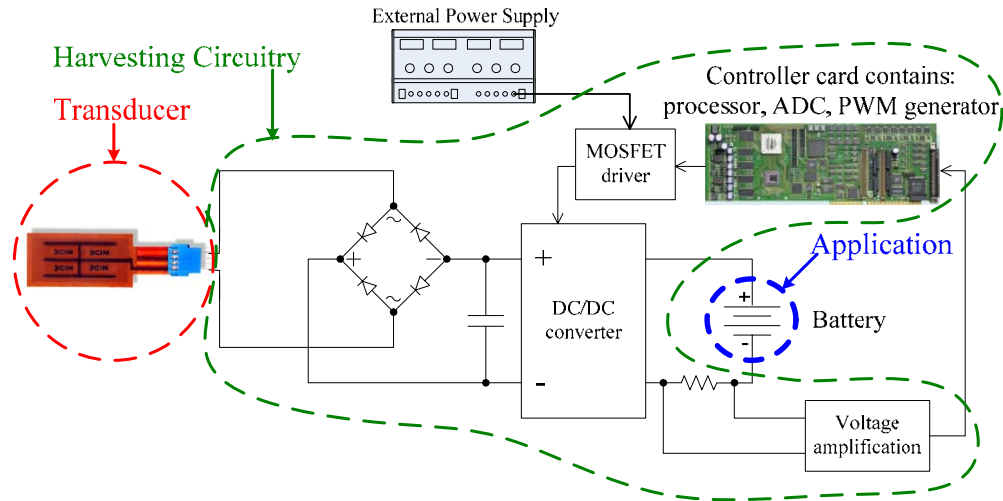 External Power Supply
Harvesting Circuitry
Transducer
Controller card contains:
processor, ADC, PWM generator
MOSFET
driver
Application
DC/DC
converter
Battery
Voltage
amplification
+
-
+
-
+
-
~
~